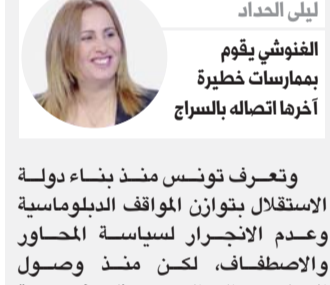 ليلى الحداد
الغنوشي يقوم
بممارسات خطيرة
آخرها اتصاله بالسراج
وتعرف تونس منذ بناء دولة
الاستقلال بتوازن المواقف الدبلوماسية
وعدم الانجرار لسياسة المحاور
والاصطفاف، لكن منذ وصول